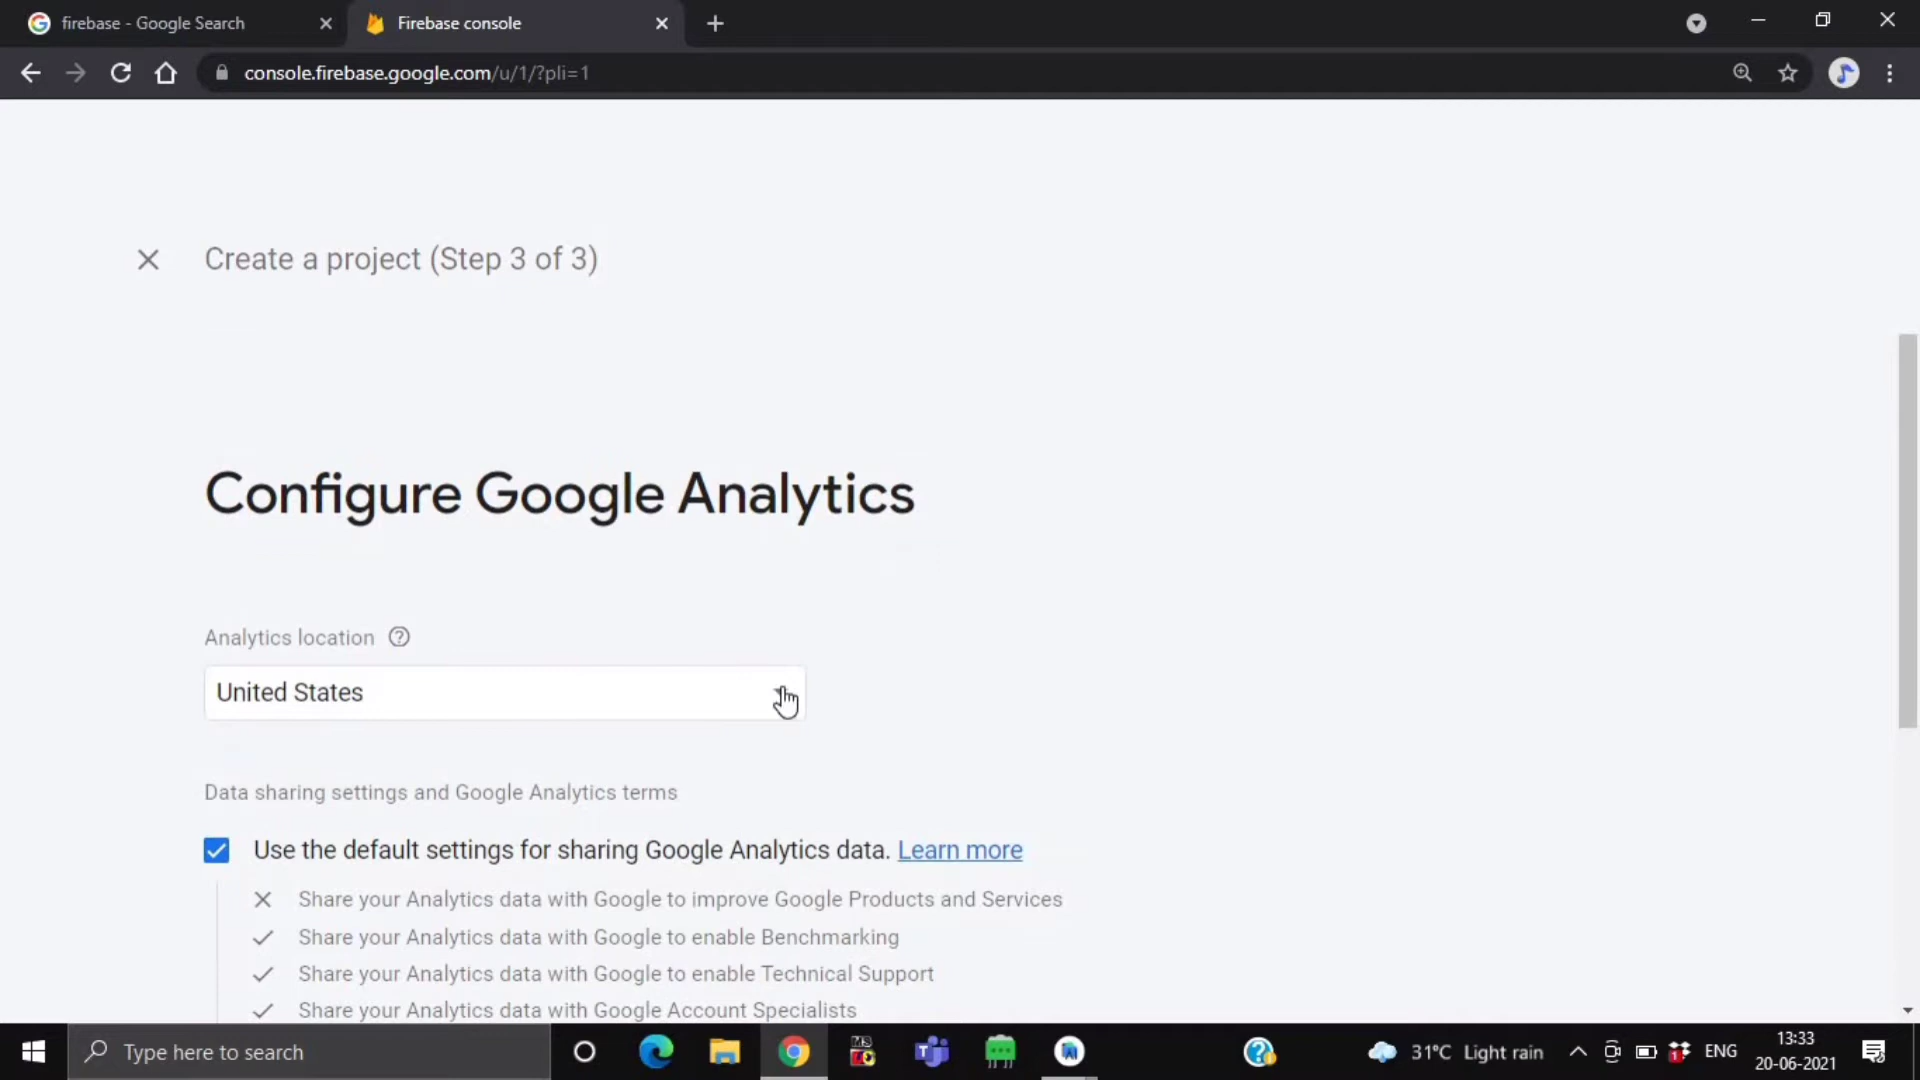 firebase - Google Search
Firebase console
console.firebase.google.com/u/1/?pli=1
Create a project (Step 3 of 3)
Configure Google Analytics
Analytics location
United States
Data sharing settings and Google Analytics terms
Use the default settings for sharing Google Analytics data. Learn more
Share your Analytics data with Google to improve Google Products and Services
Share your Analytics data with Google to enable Benchmarking
Share your Analytics data with Google to enable Technical Support
Share your Analytics data with Google Account Specialists
Type here to search
31°C Light rain
ENG
13:33
20-06-2021